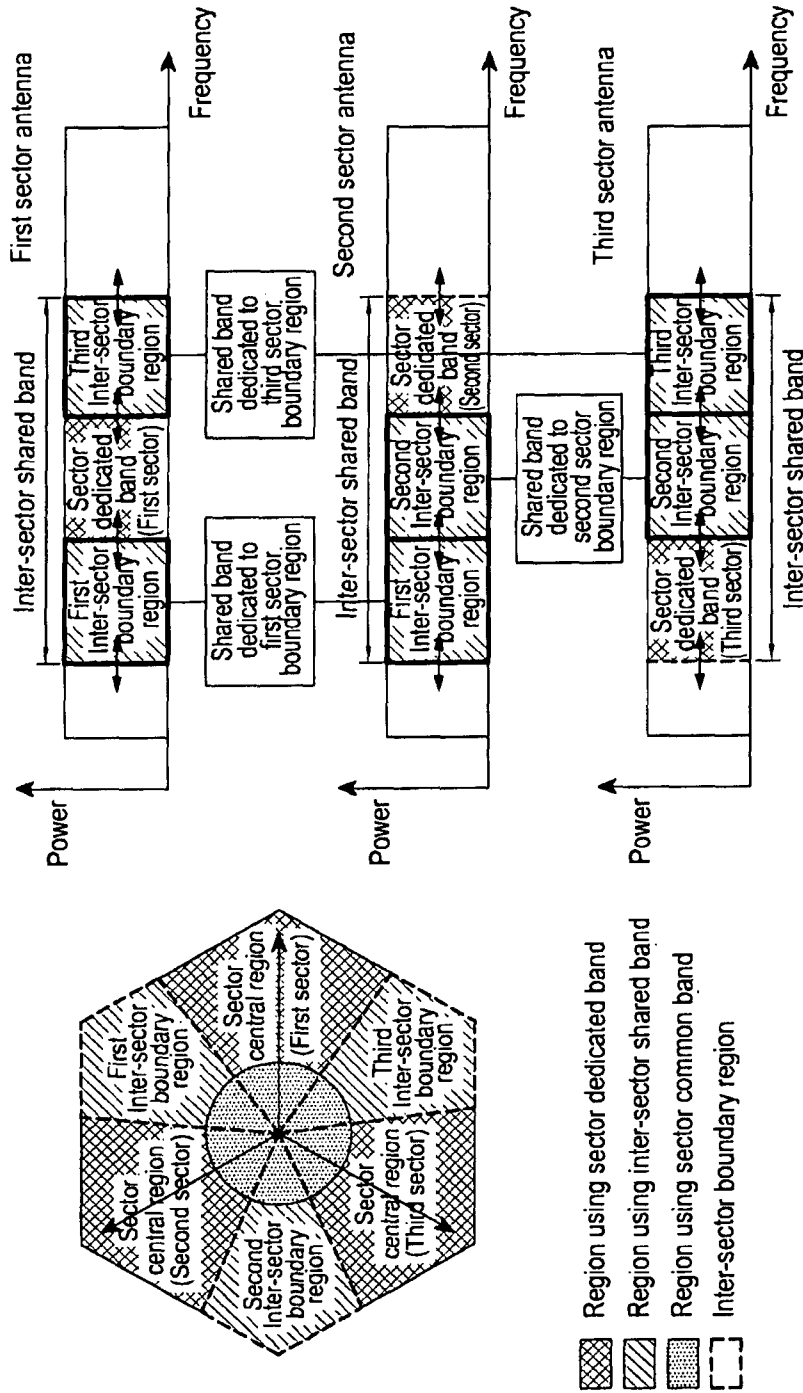 First
Inter-sector
boundary
region
Sector
central region
(First sector)
Sector
central region
(Second sector)
Third
Inter-sector
boundary
region
Second
Inter-sector
boundary
region
Sector
central region
(Third sector)
Region using sector dedicated band
Region using inter-sector shared band
Region using sector common band
Inter-sector boundary region
First sector antenna
Inter-sector shared band
Power
First
Inter-sector
boundary
region
Sector
dedicated
band
(First sector)
Third
Inter-sector
boundary
region
Frequency
Shared band
dedicated to
first sector
boundary region
Shared band
dedicated to
third sector
boundary region
Second sector antenna
Inter-sector shared band
Power
First
Inter-sector
boundary
region
Second
Inter-sector
boundary
region
Sector
dedicated
band
(Second sector)
Frequency
Shared band
dedicated to
second sector
boundary region
Third sector antenna
Power
Sector
dedicated
band
(Third sector)
Second
Inter-sector
boundary
region
Third
Inter-sector
boundary
region
Frequency
Inter-sector shared band